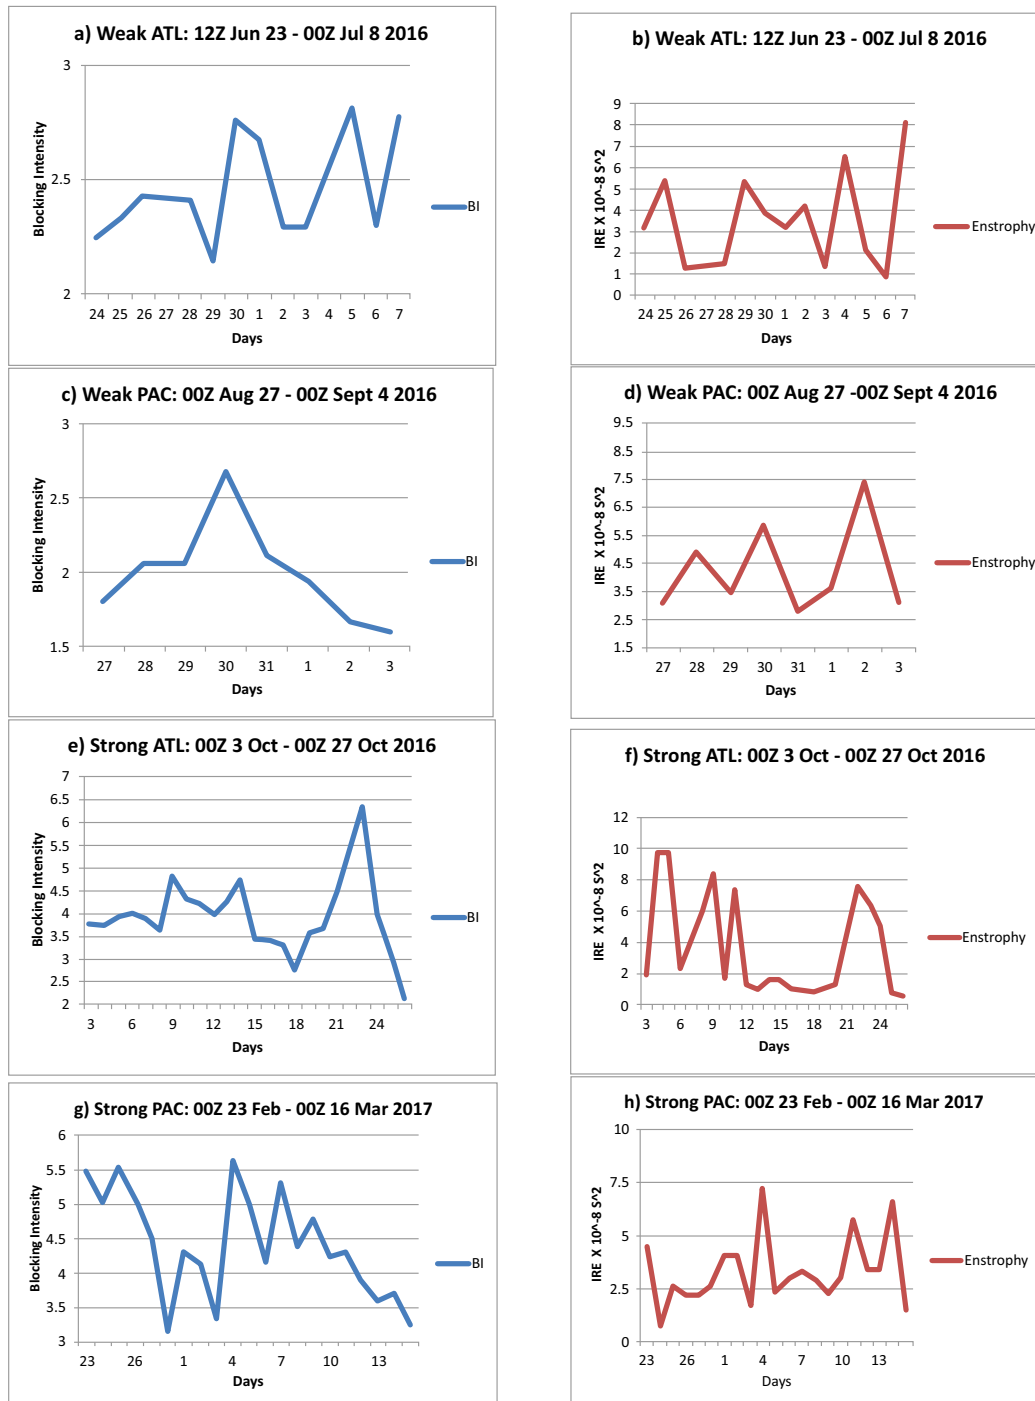 a) Weak ATL: 12Z Jun 23 - 00Z Jul 8 2016
3
2.5
2
Blocking Intensity
24 25 26 27 28 29 30 1 2 3 4 5 6 7
Days
BI
b) Weak ATL: 12Z Jun 23 - 00Z Jul 8 2016
9
8
7
6
5
4
3
2
1
0
IRE X 10^-8 S^2
24 25 26 27 28 29 30 1 2 3 4 5 6 7
Days
Enstrophy
c) Weak PAC: 00Z Aug 27 - 00Z Sept 4 2016
3
2.5
2
1.5
Blocking Intensity
27 28 29 30 31 1 2 3
Days
BI
d) Weak PAC: 00Z Aug 27 -00Z Sept 4 2016
9.5
8.5
7.5
6.5
5.5
4.5
3.5
2.5
1.5
IRE X 10^-8 S^2
27 28 29 30 31 1 2 3
Days
Enstrophy
e) Strong ATL: 00Z 3 Oct - 00Z 27 Oct 2016
7
6.5
6
5.5
5
4.5
4
3.5
3
2.5
2
Blocking Intensity
3 6 9 12 15 18 21 24
Days
BI
f) Strong ATL: 00Z 3 Oct - 00Z 27 Oct 2016
12
10
8
6
4
2
0
IRE X 10^-8 S^2
3 6 9 12 15 18 21 24
Days
Enstrophy
g) Strong PAC: 00Z 23 Feb - 00Z 16 Mar 2017
6
5.5
5
4.5
4
3.5
3
Blocking Intensity
23 26 1 4 7 10 13
Days
BI
h) Strong PAC: 00Z 23 Feb - 00Z 16 Mar 2017
10
7.5
5
2.5
0
IRE X 10^-8 S^2
23 26 1 4 7 10 13
Days
Enstrophy